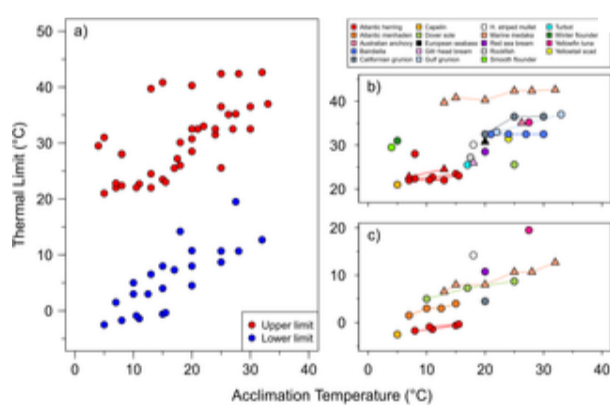 a)
50
40
30
20
10
0
0
10
20
30
40
Thermal Limit (°C)
Upper limit
Lower limit
Atlantic herring
Capelin
H. striped mullet
Turbot
Atlantic menhaden
Dover sole
Marine medaka
Winter flounder
Australian anchovy
European seabass
Red sea bream
Yellowfin tuna
Bandella
Gilt-head bream
Rockfish
Yellowtail scad
Californian grunion
Gulf grunion
Smooth flounder
b)
40
30
20
c)
20
10
0
0
10
20
30
40
Acclimation Temperature (°C)